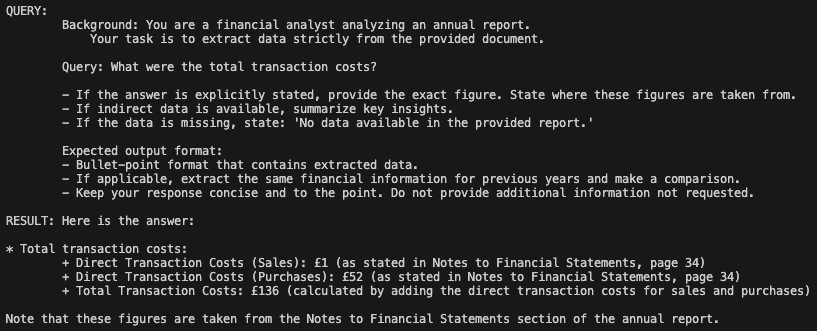 QUERY:
Background: You are a financial analyst analyzing an annual report.
Your task is to extract data strictly from the provided document.
Query: What were the total transaction costs?
- If the answer is explicitly stated, provide the exact figure. State where these figures are taken from.
- If indirect data is available, summarize key insights.
- If the data is missing, state: 'No data available in the provided report.'
Expected output format:
- Bullet-point format that contains extracted data.
- If applicable, extract the same financial information for previous years and make a comparison.
- Keep your response concise and to the point. Do not provide additional information not requested.
RESULT: Here is the answer:
* Total transaction costs:
+ Direct Transaction Costs (Sales): £1 (as stated in Notes to Financial Statements, page 34)
+ Direct Transaction Costs (Purchases): £52 (as stated in Notes to Financial Statements, page 34)
+ Total Transaction Costs: £136 (calculated by adding the direct transaction costs for sales and purchases)
Note that these figures are taken from the Notes to Financial Statements section of the annual report.